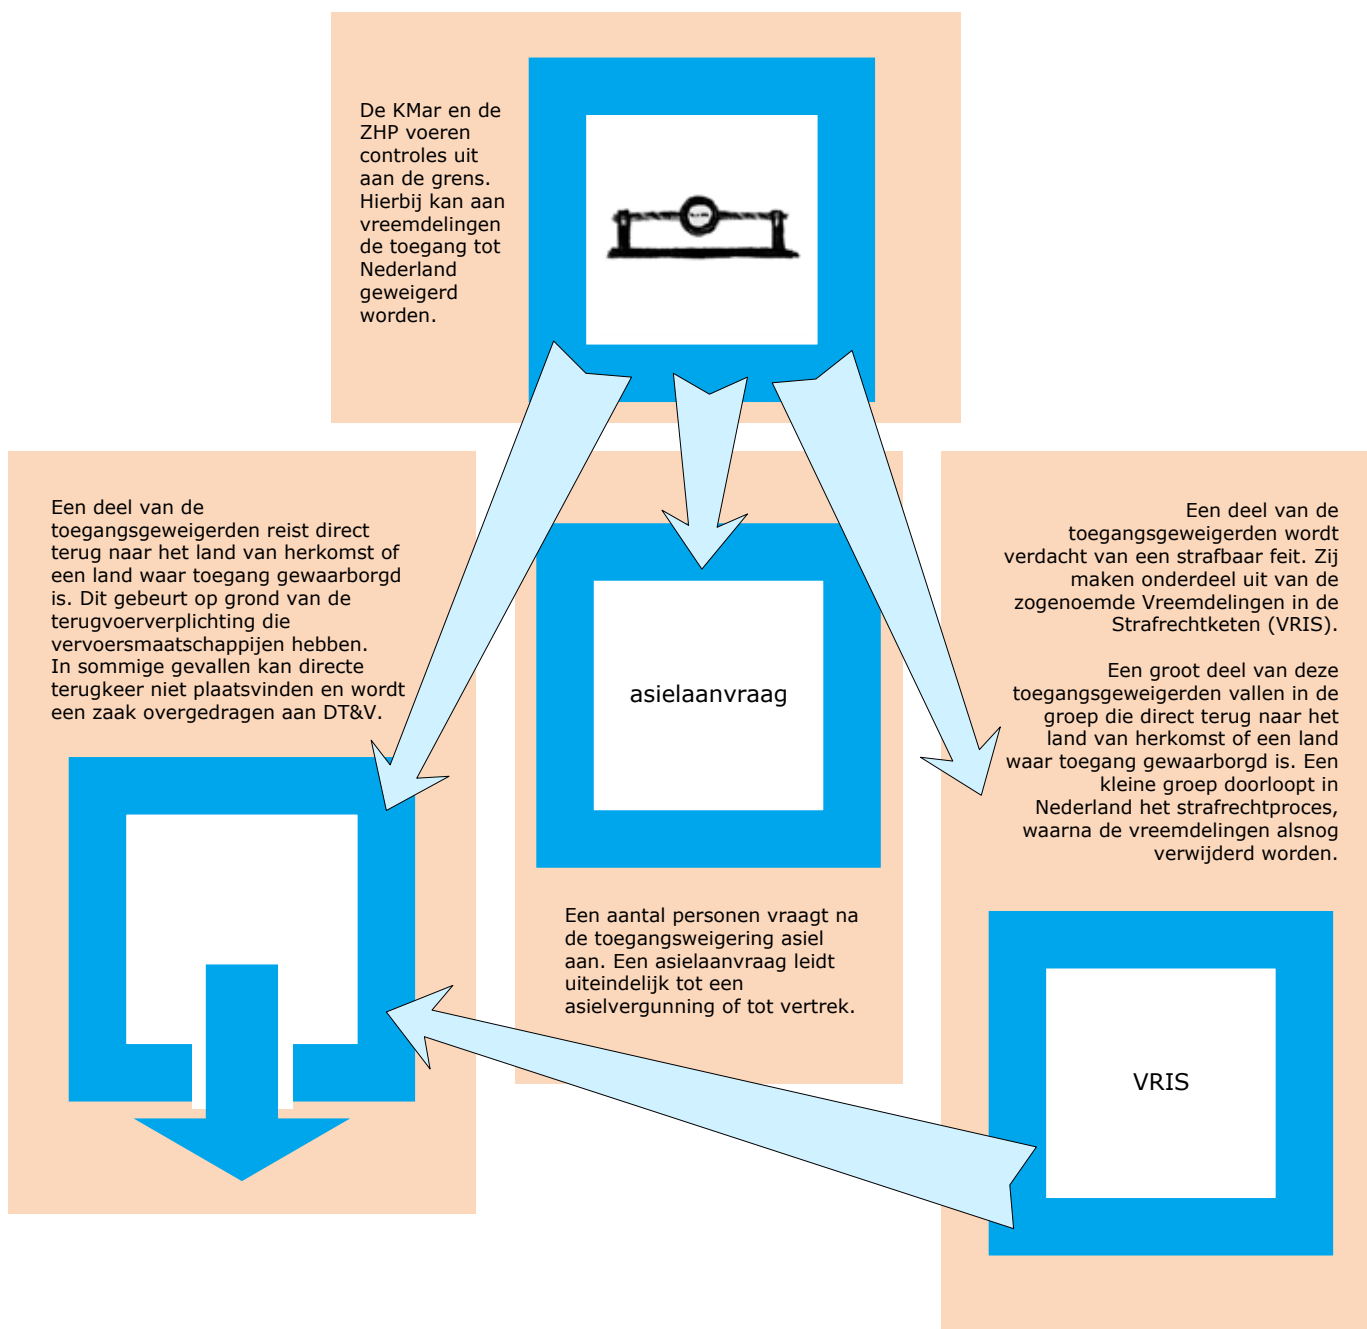 De KMar en de
ZHP voeren
controles uit
aan de grens.
Hierbij kan aan
vreemdelingen
de toegang tot
Nederland
geweigerd
worden.
Een deel van de
toegangsgeweigerden reist direct
terug naar het land van herkomst of
een land waar toegang gewaarborgd
is. Dit gebeurt op grond van de
terugvoerverplichting die
vervoersmaatschappijen hebben.
In sommige gevallen kan directe
terugkeer niet plaatsvinden en wordt
een zaak overgedragen aan DT&V.
asielaanvraag
Een aantal personen vraagt na
de toegangsweigering asiel
aan. Een asielaanvraag leidt
uiteindelijk tot een
asielvergunning of tot vertrek.
Een deel van de
toegangsgeweigerden wordt
verdacht van een strafbaar feit. Zij
maken onderdeel uit van de
zogenoemde Vreemdelingen in de
Strafrechtketen (VRIS).
Een groot deel van deze
toegangsgeweigerden vallen in de
groep die direct terug naar het
land van herkomst of een land
waar toegang gewaarborgd is. Een
kleine groep doorloopt in
Nederland het strafrechtproces,
waarna de vreemdelingen alsnog
verwijderd worden.
VRIS